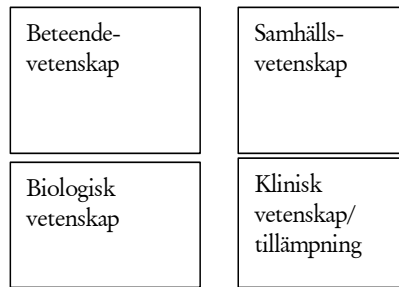 Beteende-
vetenskap
Samhälls-
vetenskap
Biologisk
vetenskap
Klinisk
vetenskap/
tillämpning